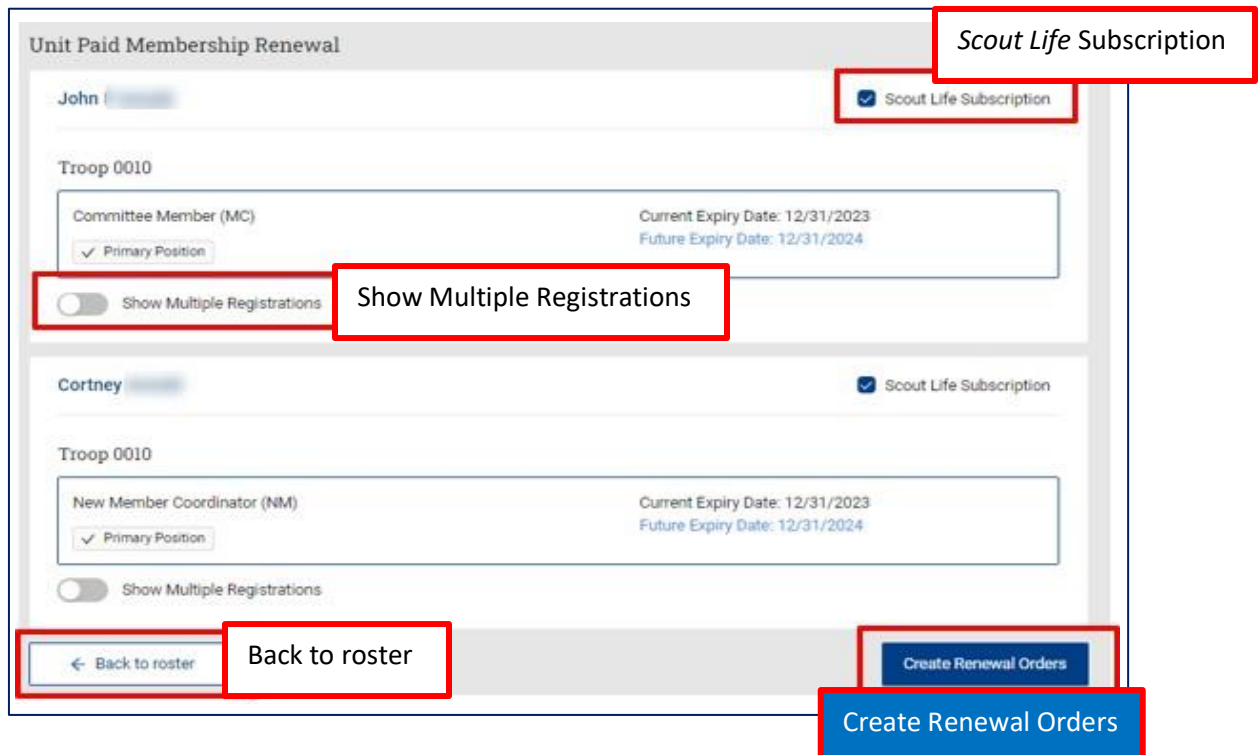 Scout Life Subscription
Unit Paid Membership Renewal
John
Scout Life Subscription
Troop 0010
Committee Member (MC)
Current Expiry Date: 12/31/2023
Primary Position
Future Expiry Date: 12/31/2024
Show Multiple Registrations
Show Multiple Registrations
Cortney
Scout Life Subscription
Troop 0010
New Member Coordinator (NM)
Current Expiry Date: 12/31/2023
Primary Position
Future Expiry Date: 12/31/2024
Show Multiple Registrations
← Back to roster
Back to roster
Create Renewal Orders
Create Renewal Orders